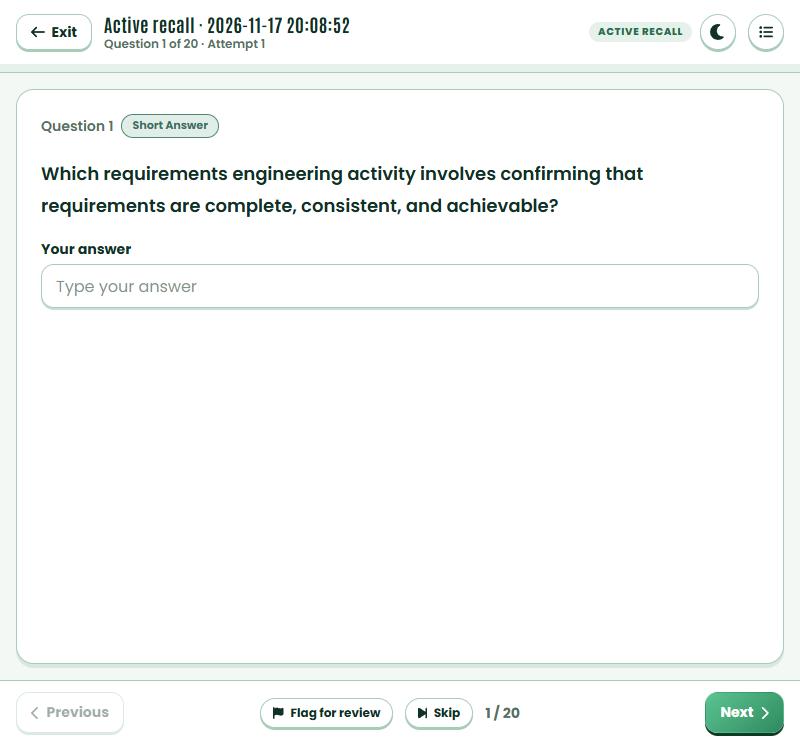 Exit
Active recall · 2026-11-17 20:08:52
Question 1 of 20 · Attempt 1
ACTIVE RECALL
Question 1
Short Answer
Which requirements engineering activity involves confirming that
requirements are complete, consistent, and achievable?
Your answer
Type your answer
Previous
Flag for review
Skip
1 / 20
Next